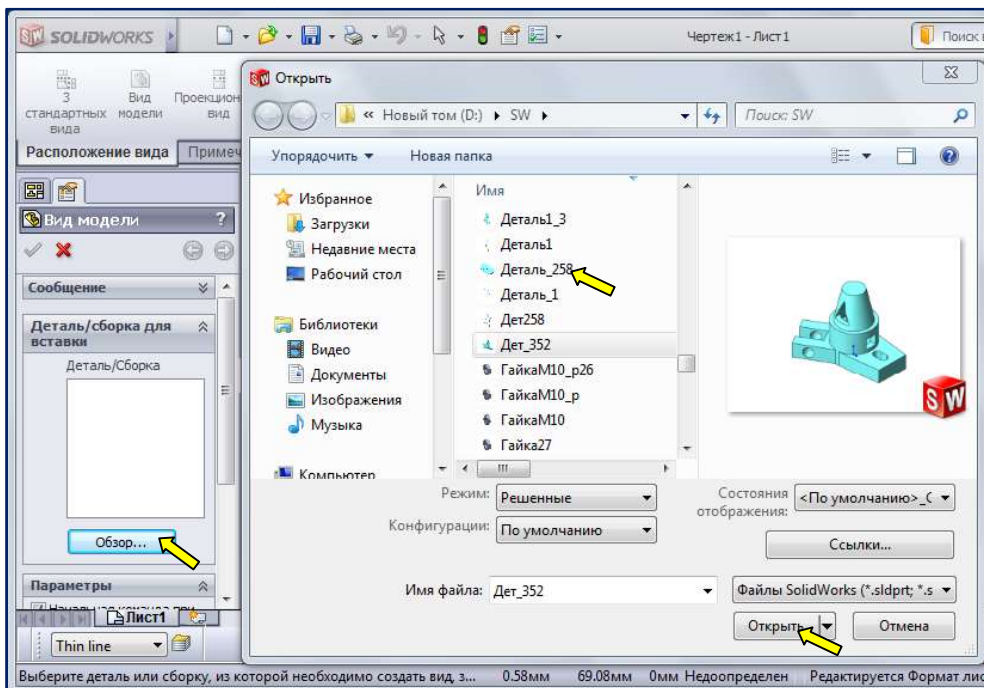 SOLIDWORKS
Чертеж1 - Лист1
Поиск
3 стандартных вида
Вид модели
Проекцион
вид
Расположение вида
Примеч
Вид модели
?
Сообщение
Деталь/сборка для вставки
Деталь/Сборка
Обзор...
Параметры
Лист1
Thin line
Выберите деталь или сборку, из которой необходимо создать вид, з...
0.58мм
69.08мм
0мм Недоопределен
Редактируется Формат лис
Открыть
« Новый том (D:) ▸ SW ▸
Поиск: SW
Упорядочить
Новая папка
Избранное
Загрузки
Недавние места
Рабочий стол
Библиотеки
Видео
Документы
Изображения
Музыка
Компьютер
Имя
Деталь1_3
Деталь1
Деталь_258
Деталь_1
Дет258
Дет_352
ГайкаМ10_р26
ГайкаМ10_р
ГайкаМ10
Гайка27
SW
Режим: Решенные
Конфигурации: По умолчанию
Состояния отображения: <По умолчанию>_С
Ссылки...
Имя файла: Дет_352
Файлы SolidWorks (*.sldprt; *.s
Открыть
Отмена